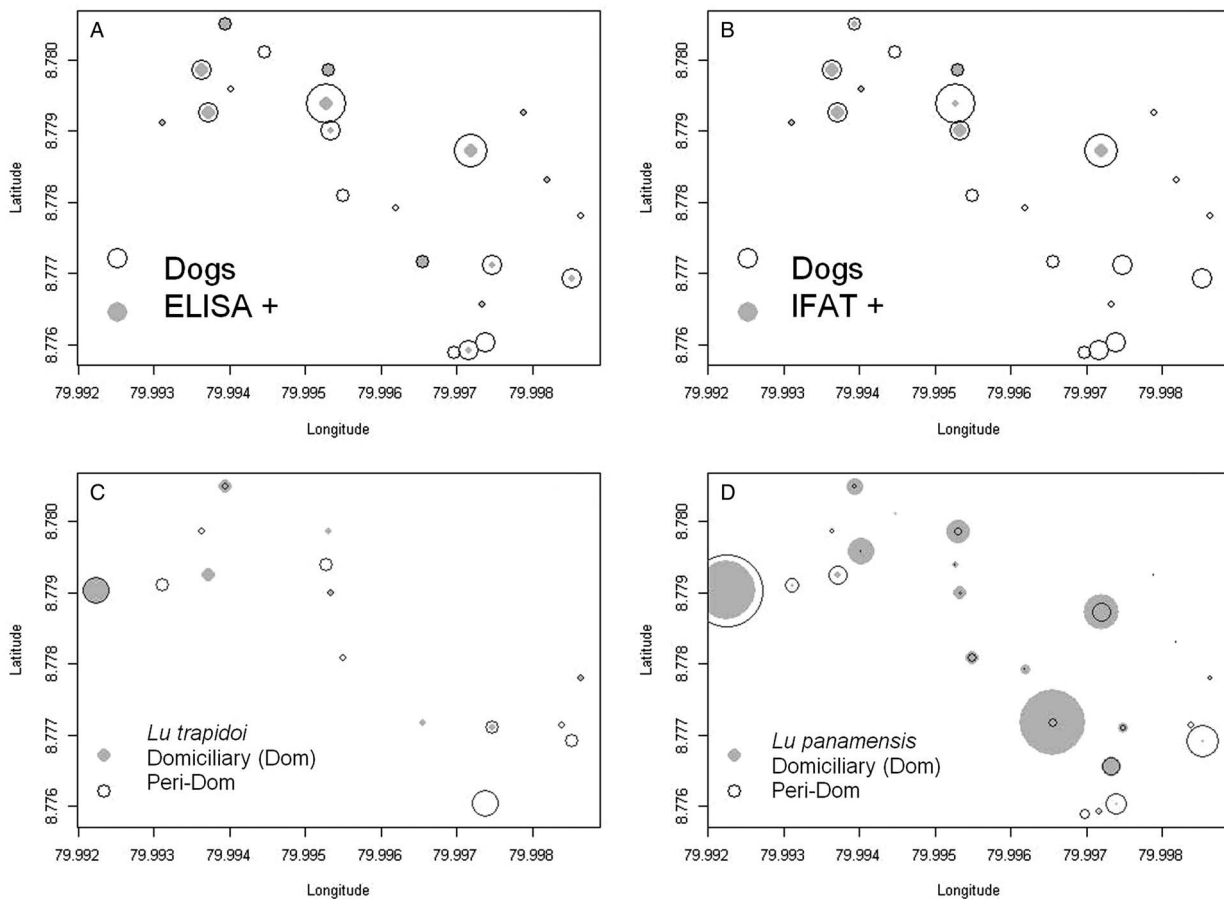 A
8.776 8.777 8.778 8.779 8.780
Latitude
Dogs
ELISA +
79.992 79.993 79.994 79.995 79.996 79.997 79.998
Longitude
B
8.776 8.777 8.778 8.779 8.780
Latitude
Dogs
IFAT +
79.992 79.993 79.994 79.995 79.996 79.997 79.998
Longitude
C
8.776 8.777 8.778 8.779 8.780
Latitude
Lu trapidoi
Domiciliary (Dom)
Peri-Dom
79.992 79.993 79.994 79.995 79.996 79.997 79.998
Longitude
D
8.776 8.777 8.778 8.779 8.780
Latitude
Lu panamensis
Domiciliary (Dom)
Peri-Dom
79.992 79.993 79.994 79.995 79.996 79.997 79.998
Longitude